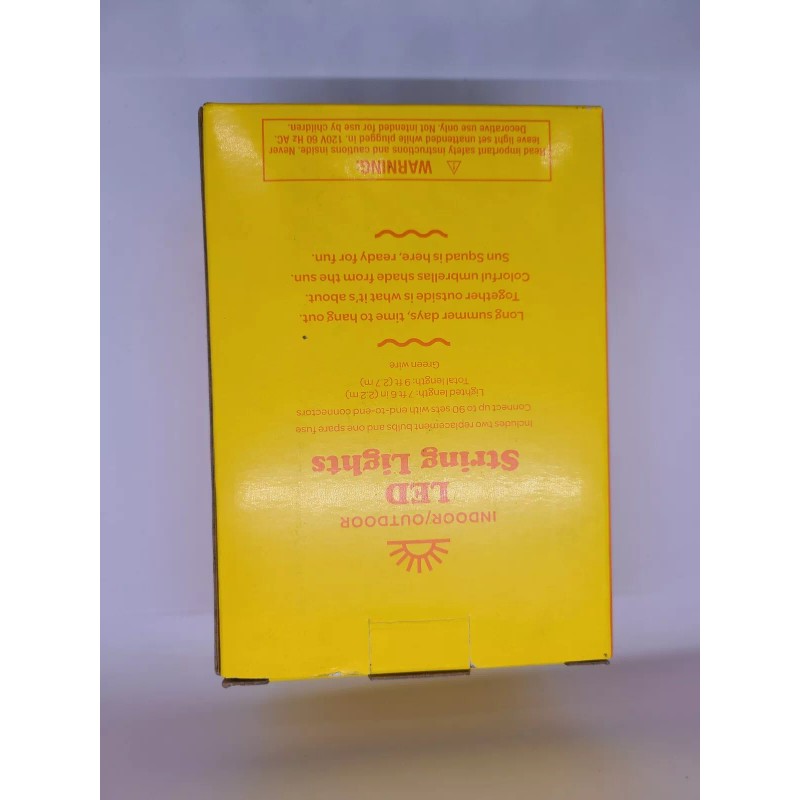 INDOOR/OUTDOOR
LED
String Lights
Includes two replacement bulbs and one spare fuse
Connect up to 90 sets with end-to-end connectors
Lighted length: 7 ft 6 in (2.2 m)
Total length: 9 ft (2.7 m)
Green wire
Long summer days, time to hang out.
Together outside is what it's about.
Colorful umbrellas shade from the sun.
Sun Squad is here, ready for fun.
⚠ WARNING:
Read important safety instructions and cautions inside. Never
leave light set unattended while plugged in. 120V 60 Hz AC.
Decorative use only. Not intended for use by children.